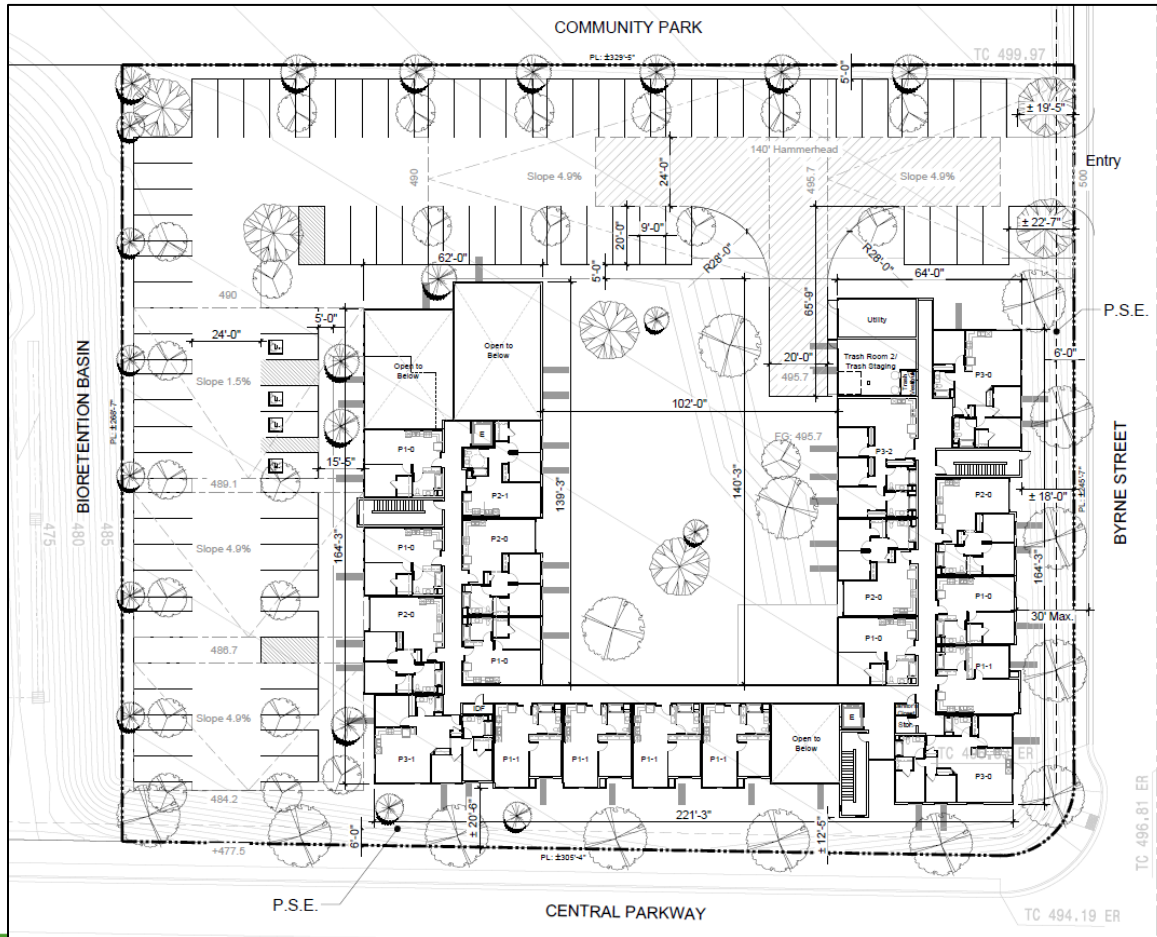 COMMUNITY PARK
PL: ±329'-5"
TC 499.97
5'-0"
± 19'-5"
140' Hammerhead
Entry
24'-0"
490
Slope 4.9%
495.7
Slope 4.9%
500
20'-0"
9'-0"
± 22'-7"
R28'-0"
R28'-0"
62'-0"
5'-0"
64'-0"
490
65'-9"
P.S.E.
5'-0"
Utility
24'-0"
Open to
Below
Open to
Below
6'-0"
Slope 1.5%
20'-0"
Trash Room 2/
Trash Staging
P3-0
495.7
102'-0"
BIORETENTION BASIN
PL: ±268'-7"
P1-0
E
FG: 495.7
P3-2
15'-5"
P2-1
489.1
139'-3"
140'-3"
P2-0
± 18'-0"
PL: ±245'-7"
BYRNE STREET
475
480
485
Slope 4.9%
164'-3"
P1-0
P2-0
164'-3"
P1-0
P2-0
P2-0
30' Max.
486.7
P1-0
P1-0
P1-1
Slope 4.9%
IDF
E
Open to
Below
P3-1
P1-1
P1-1
P1-1
P1-1
P3-0
484.2
± 20'-6"
221'-3"
± 12'-5"
6'-0"
+477.5
PL: ±305'-4"
TC 496.81 ER
P.S.E.
CENTRAL PARKWAY
TC 494.19 ER